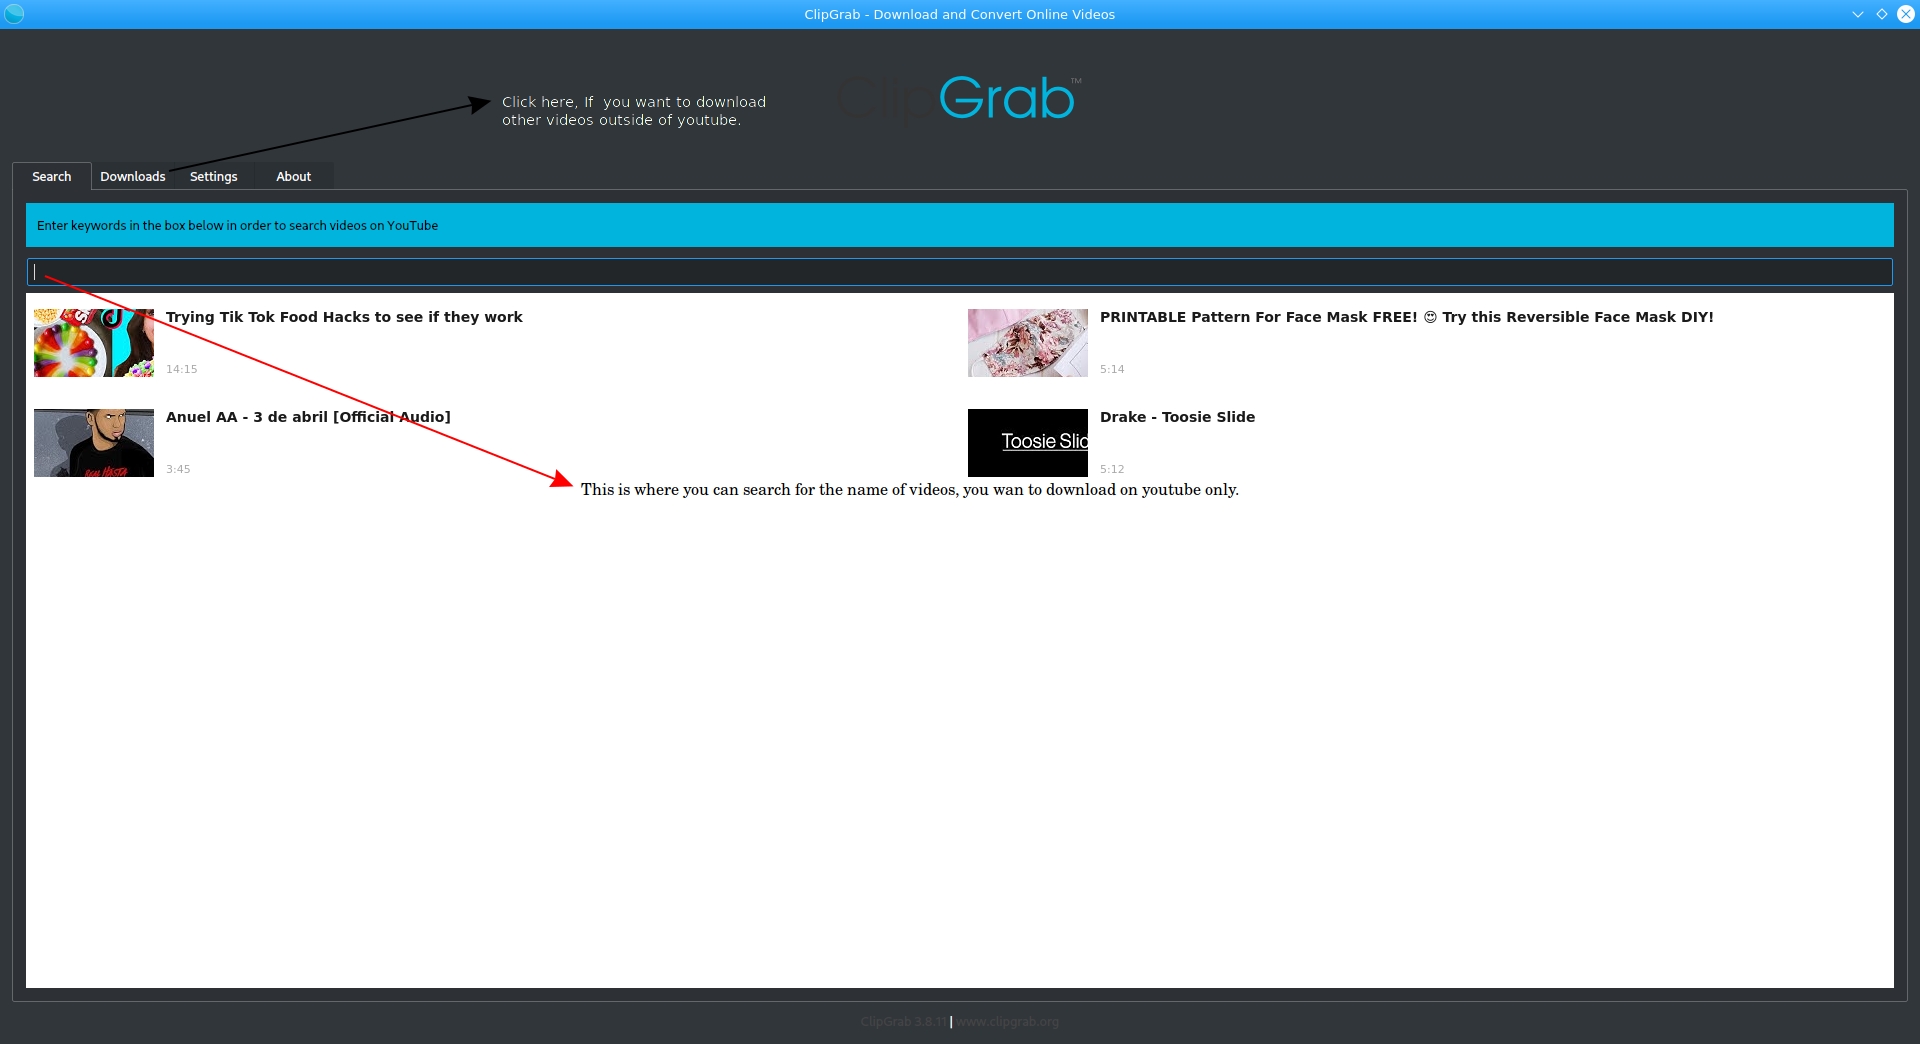 ClipGrab - Download and Convert Online Videos
Click here, If  you want to download
other videos outside of youtube.
ClipGrab™
Search
Downloads
Settings
About
Enter keywords in the box below in order to search videos on YouTube
Trying Tik Tok Food Hacks to see if they work
14:15
PRINTABLE Pattern For Face Mask FREE! 😍 Try this Reversible Face Mask DIY!
5:14
Anuel AA - 3 de abril [Official Audio]
3:45
REAL HASTA
Toosie Slid
Drake - Toosie Slide
5:12
This is where you can search for the name of videos, you wan to download on youtube only.
ClipGrab 3.8.11 | www.clipgrab.org